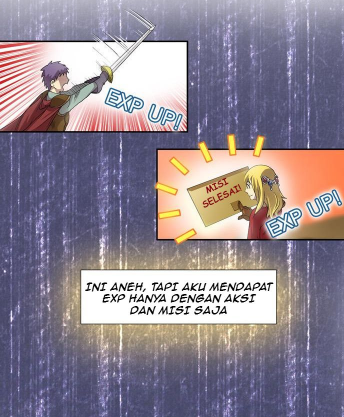 EXP UP!
MISI
SELESAI!
EXP UP!
INI ANEH, TAPI AKU MENDAPAT
EXP HANYA DENGAN AKSI
DAN MISI SAJA